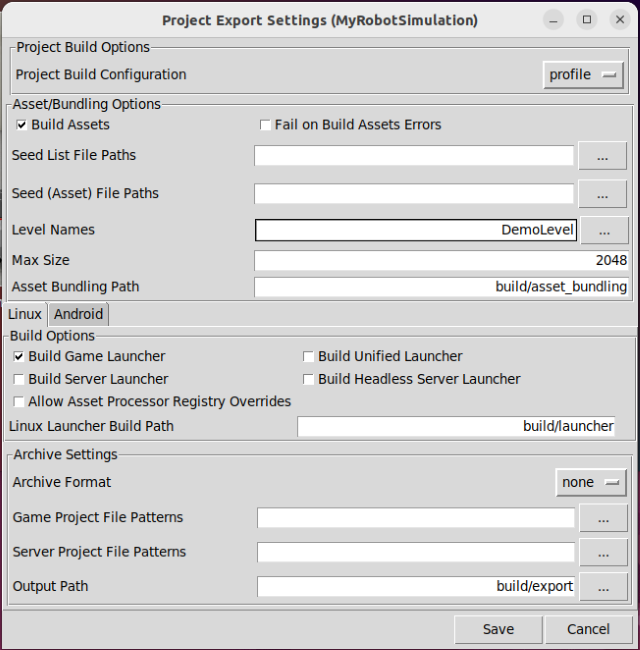 Project Export Settings (MyRobotSimulation)
Project Build Options
Project Build Configuration profile
Asset/Bundling Options
Build Assets Fail on Build Assets Errors
Seed List File Paths ...
Seed (Asset) File Paths ...
Level Names DemoLevel ...
Max Size 2048
Asset Bundling Path build/asset_bundling
Linux Android
Build Options
Build Game Launcher Build Unified Launcher
Build Server Launcher Build Headless Server Launcher
Allow Asset Processor Registry Overrides
Linux Launcher Build Path build/launcher
Archive Settings
Archive Format none
Game Project File Patterns ...
Server Project File Patterns ...
Output Path build/export ...
Save Cancel